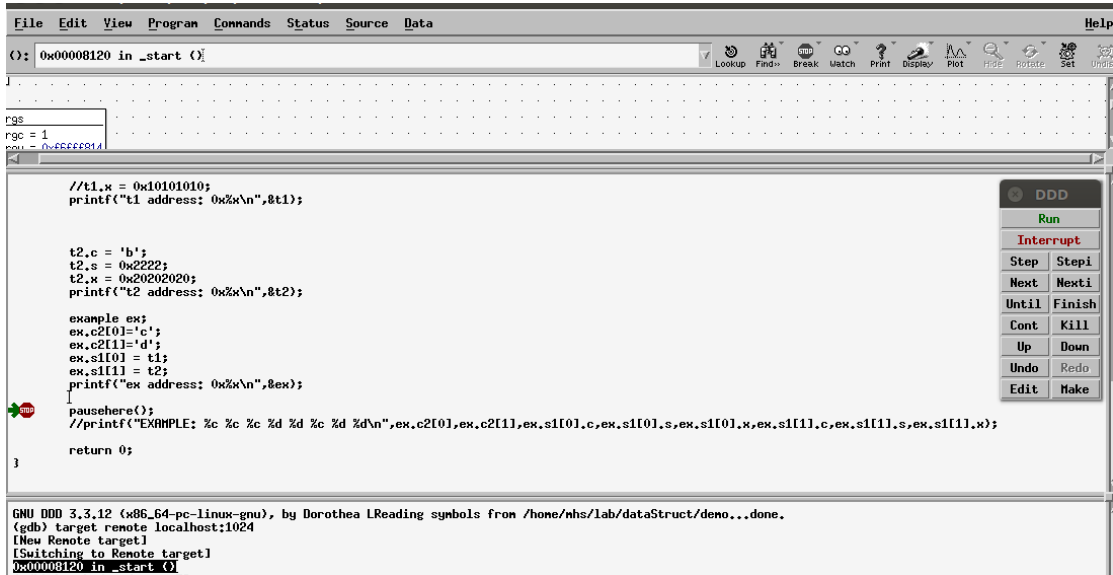 File Edit View Program Commands Status Source Data Help
(): 0x00008120 in _start ()
Lookup Find>> Break Watch Print Display Plot Hide Rotate Set Undis
rgs
rgc = 1
0xf6fff814
//t1.x = 0x10101010;
printf("t1 address: 0x%x\n",&t1);
t2.c = 'b';
t2.s = 0x2222;
t2.x = 0x20202020;
printf("t2 address: 0x%x\n",&t2);
example ex;
ex.c2[0]='c';
ex.c2[1]='d';
ex.s1[0] = t1;
ex.s1[1] = t2;
printf("ex address: 0x%x\n",&ex);
STOP
pausehere();
//printf("EXAMPLE: %c %c %c %d %d %c %d %d\n",ex.c2[0],ex.c2[1],ex.s1[0].c,ex.s1[0].s,ex.s1[0].x,ex.s1[1].c,ex.s1[1].s,ex.s1[1].x);
return 0;
}
DDD
Run
Interrupt
Step Stepi
Next Nexti
Until Finish
Cont Kill
Up Down
Undo Redo
Edit Make
GNU DDD 3.3.12 (x86_64-pc-linux-gnu), by Dorothea LReading symbols from /home/mhs/lab/dataStruct/demo...done.
(gdb) target remote localhost:1024
[New Remote target]
[Switching to Remote target]
0x00008120 in _start ()